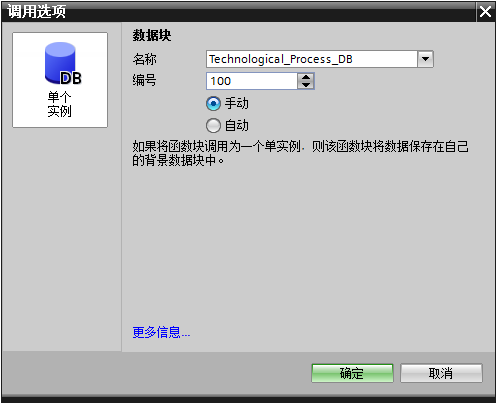 调用选项
DB
单个
实例
数据块
名称 Technological_Process_DB
编号 100
手动
自动
如果将函数块调用为一个单实例，则该函数块将数据保存在自己
的背景数据块中。
更多信息...
确定 取消